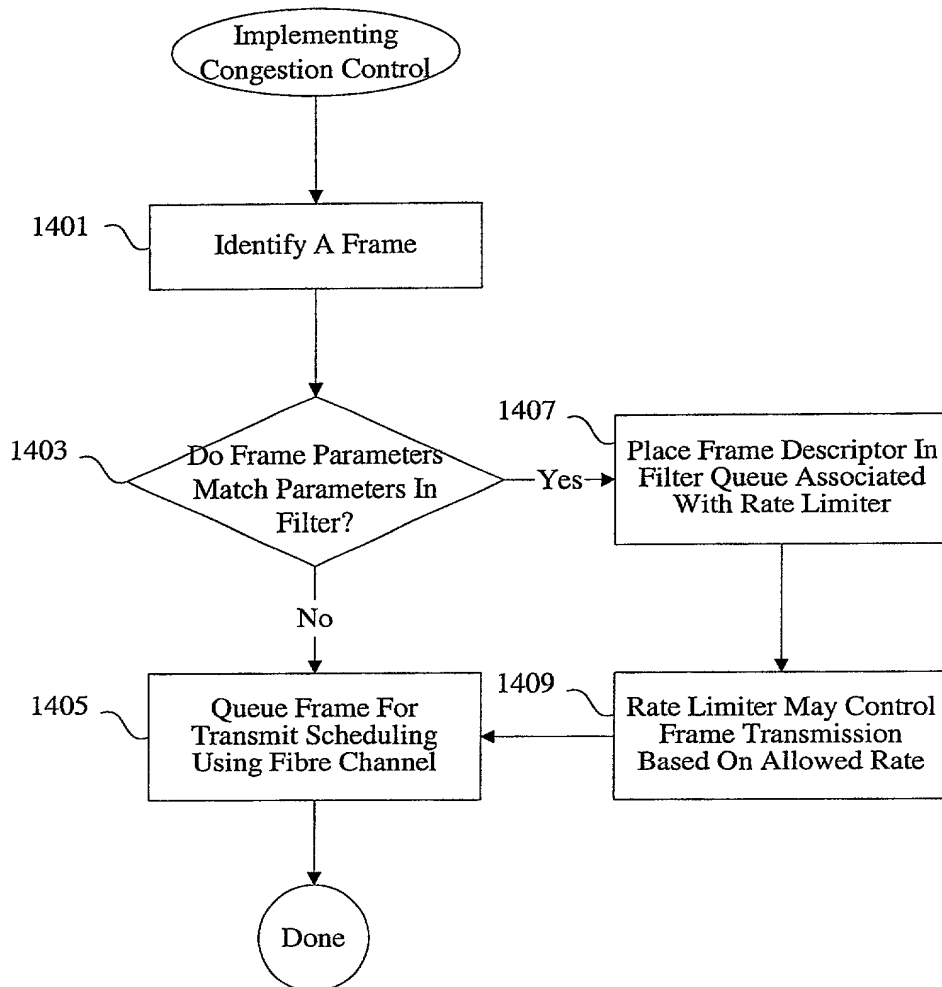 Implementing
Congestion Control
1401
Identify A Frame
1403
Do Frame Parameters
Match Parameters In
Filter?
Yes
1407
Place Frame Descriptor In
Filter Queue Associated
With Rate Limiter
No
1405
Queue Frame For
Transmit Scheduling
Using Fibre Channel
1409
Rate Limiter May Control
Frame Transmission
Based On Allowed Rate
Done